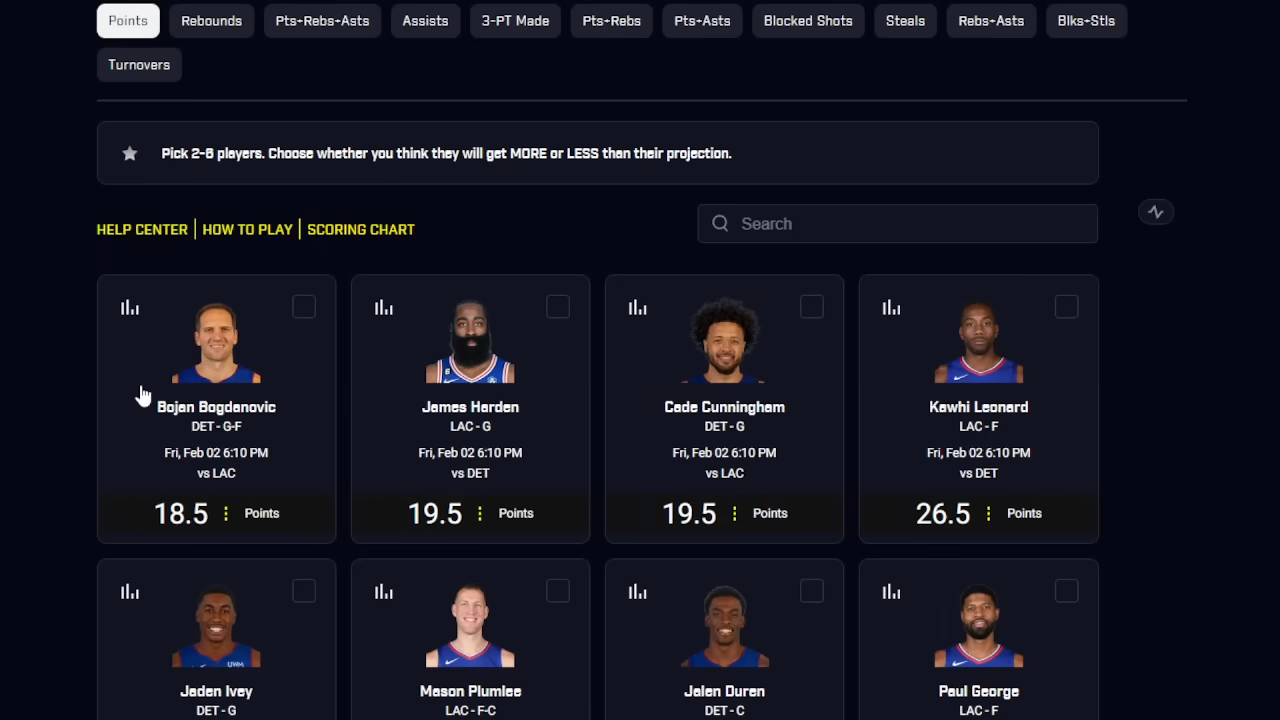 Points Rebounds Pts+Rebs+Asts Assists 3-PT Made Pts+Rebs Pts+Asts Blocked Shots Steals Rebs+Asts Blks+Stls
Turnovers
Pick 2-6 players. Choose whether you think they will get MORE or LESS than their projection.
HELP CENTER HOW TO PLAY SCORING CHART Search
Bojan Bogdanovic James Harden Cade Cunningham Kawhi Leonard
DET - G-F LAC - G DET - G LAC - F
Fri, Feb 02 6:10 PM Fri, Feb 02 6:10 PM Fri, Feb 02 6:10 PM Fri, Feb 02 6:10 PM
vs LAC vs DET vs LAC vs DET
18.5 Points 19.5 Points 19.5 Points 26.5 Points
Jaden Ivey Mason Plumlee Jalen Duren Paul George
DET - G LAC - F-C DET - C LAC - F